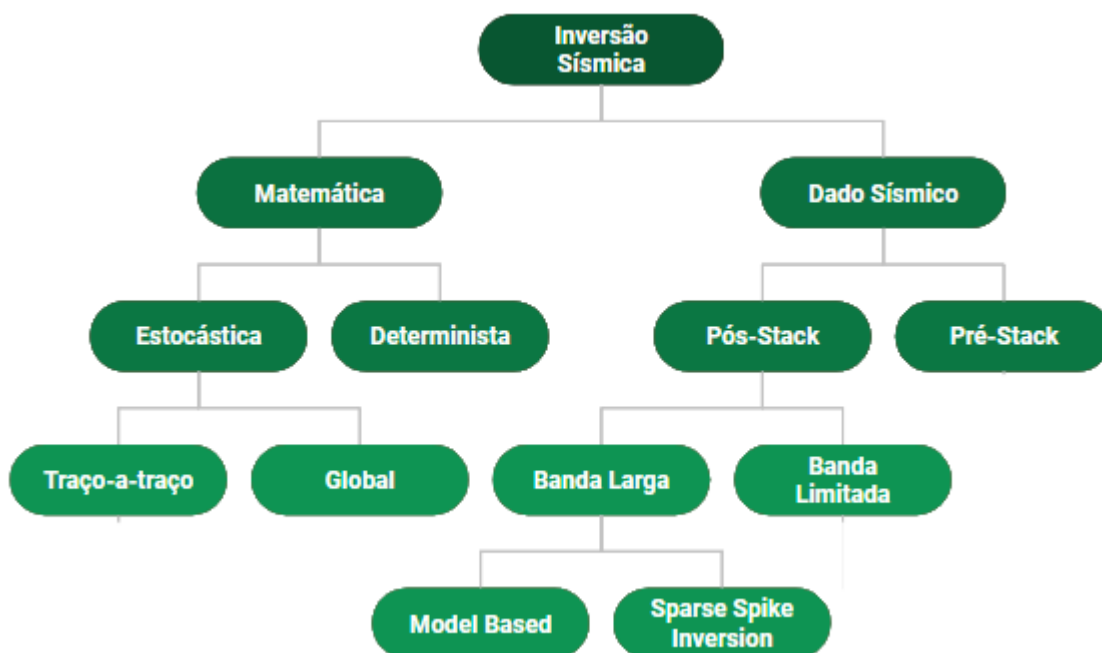 Inversão
Sísmica
Matemática
Dado Sísmico
Estocástica
Determinista
Pós-Stack
Pré-Stack
Traço-a-traço
Global
Banda Larga
Banda
Limitada
Model Based
Sparse Spike
Inversion